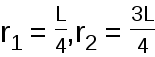 r₁ = L/4, r₂ = 3L/4